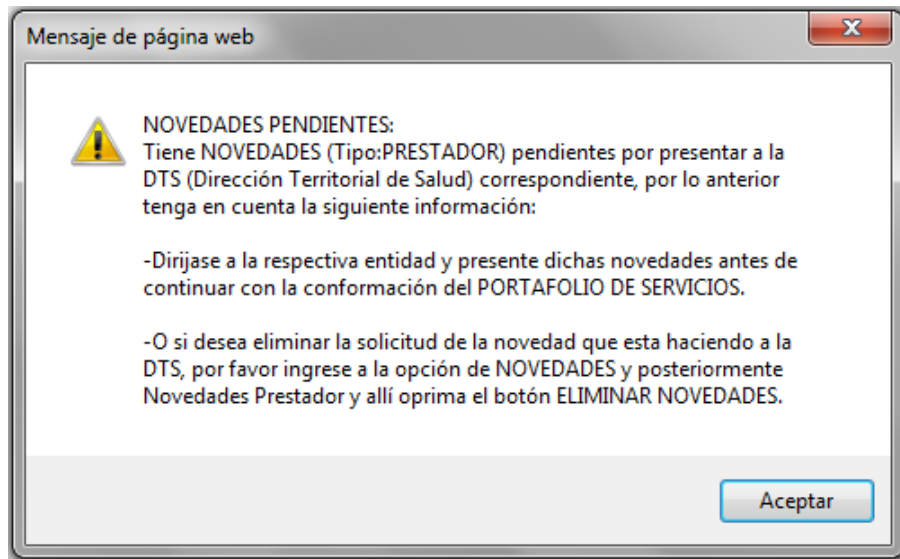 Mensaje de página web
NOVEDADES PENDIENTES:
Tiene NOVEDADES (Tipo:PRESTADOR) pendientes por presentar a la
DTS (Dirección Territorial de Salud) correspondiente, por lo anterior
tenga en cuenta la siguiente información:
-Dirijase a la respectiva entidad y presente dichas novedades antes de
continuar con la conformación del PORTAFOLIO DE SERVICIOS.
-O si desea eliminar la solicitud de la novedad que esta haciendo a la
DTS, por favor ingrese a la opción de NOVEDADES y posteriormente
Novedades Prestador y allí oprima el botón ELIMINAR NOVEDADES.
Aceptar